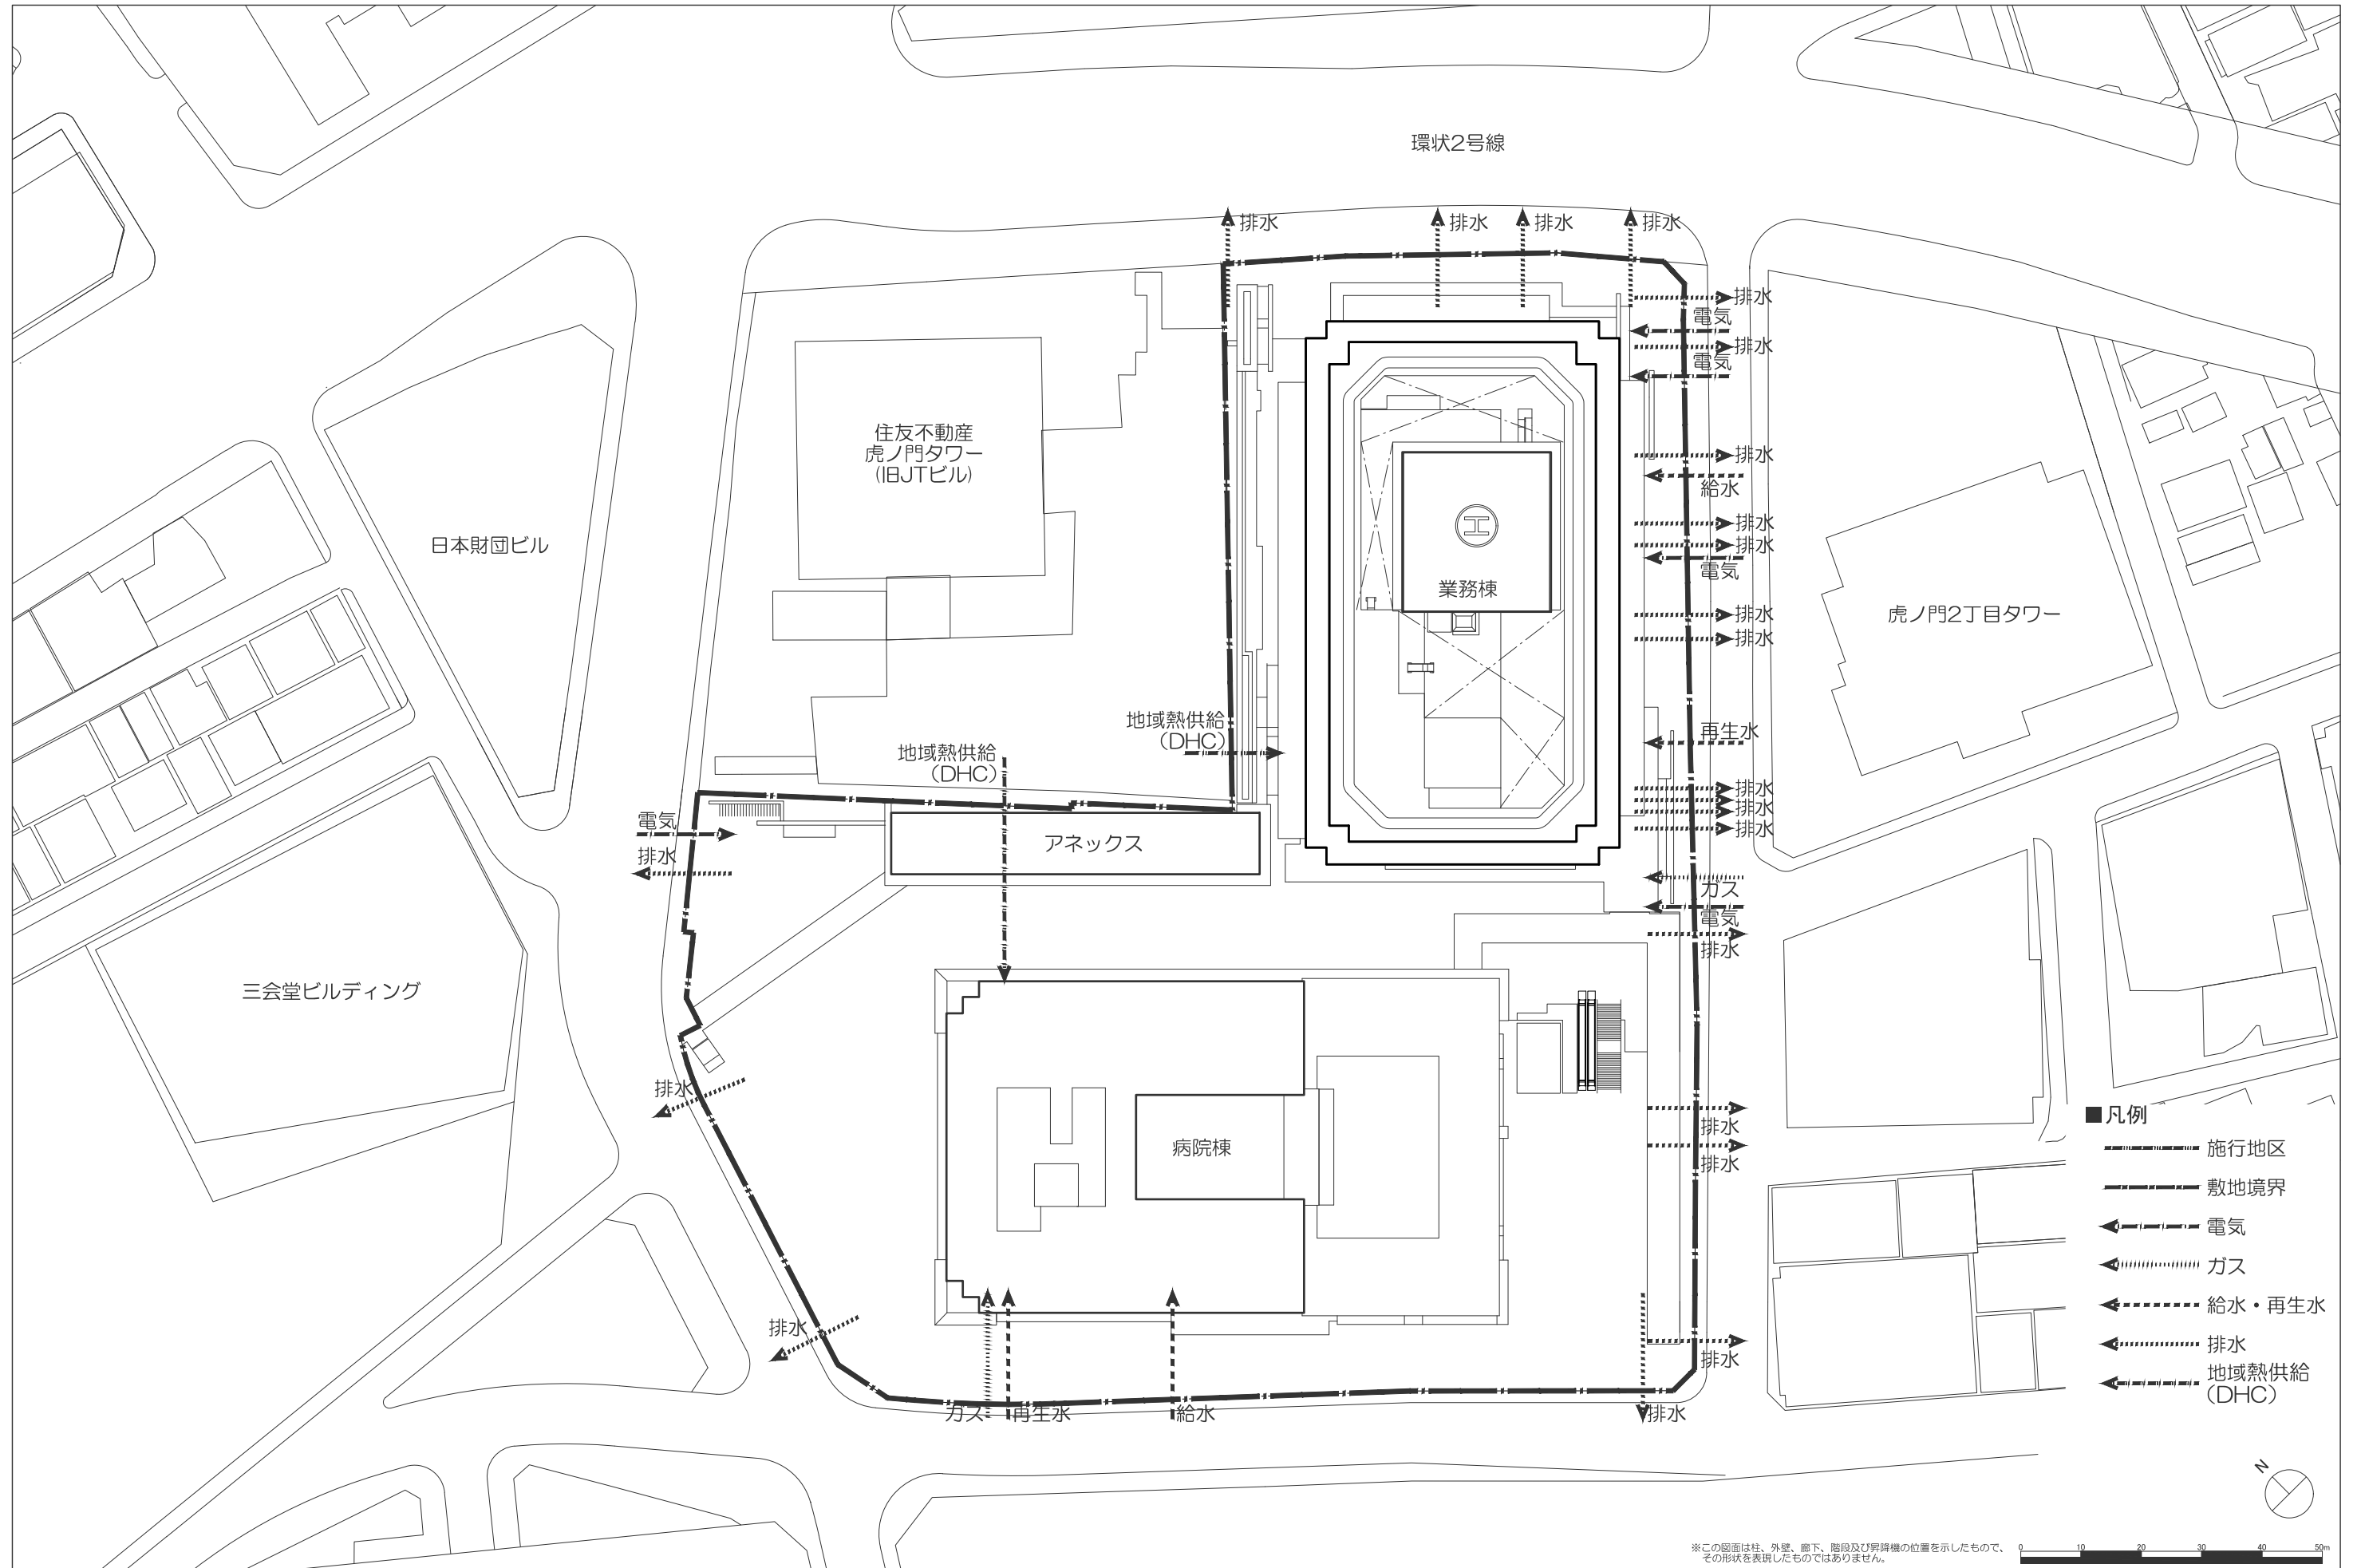 環状2号線
排水
排水
排水
排水
排水
電気
排水
電気
住友不動産
虎ノ門タワー
(旧JTビル)
排水
給水
排水
日本財団ビル
排水
電気
業務棟
排水
虎ノ門2丁目タワー
排水
地域熱供給
(DHC)
再生水
地域熱供給
(DHC)
排水
排水
電気
排水
アネックス
排水
ガス
電気
排水
三会堂ビルディング
排水
■凡例
排水
病院棟
施行地区
排水
敷地境界
電気
ガス
給水・再生水
排水
排水
排水
地域熱供給
(DHC)
ガス
再生水
給水
排水
N
※この図面は柱、外壁、廊下、階段及び昇降機の位置を示したもので、
その形状を表現したものではありません。
0 10 20 30 40 50m
H